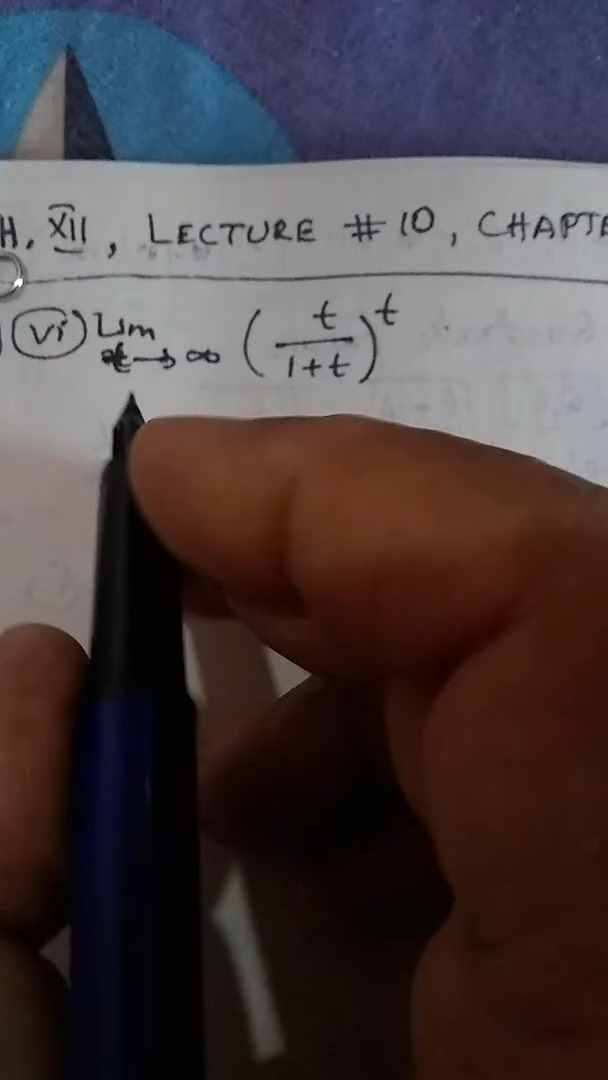 H. XII, LECTURE # 10, CHAPTE
(vi) Lim t→∞ (t/1+t)^t